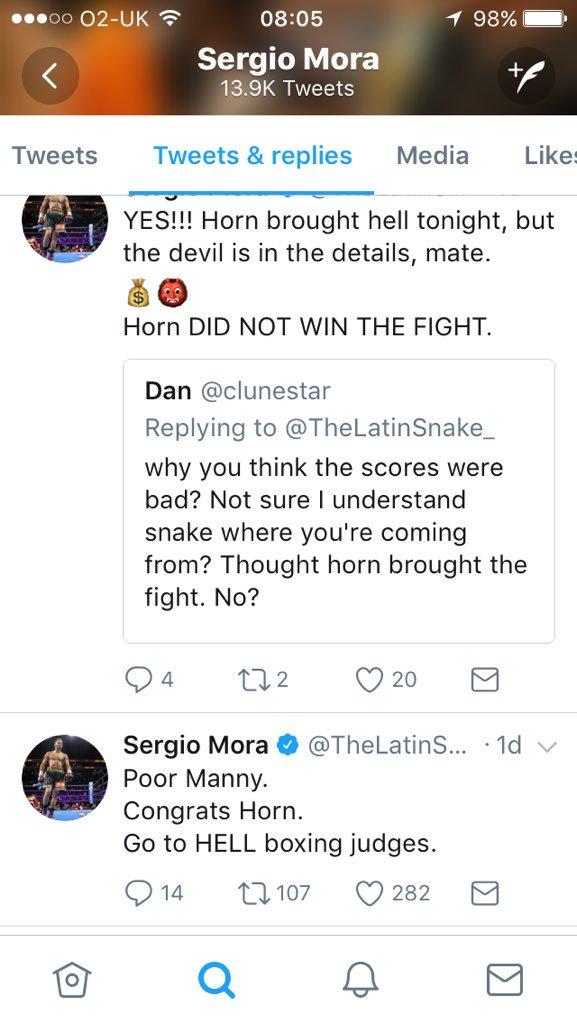 O2-UK 08:05 98%
Sergio Mora
13.9K Tweets
Tweets Tweets & replies Media Likes
YES!!! Horn brought hell tonight, but
the devil is in the details, mate.
💰👹
Horn DID NOT WIN THE FIGHT.
Dan @clunestar
Replying to @TheLatinSnake_
why you think the scores were
bad? Not sure I understand
snake where you're coming
from? Thought horn brought the
fight. No?
4 2 20
Sergio Mora @TheLatinS... · 1d
Poor Manny.
Congrats Horn.
Go to HELL boxing judges.
14 107 282